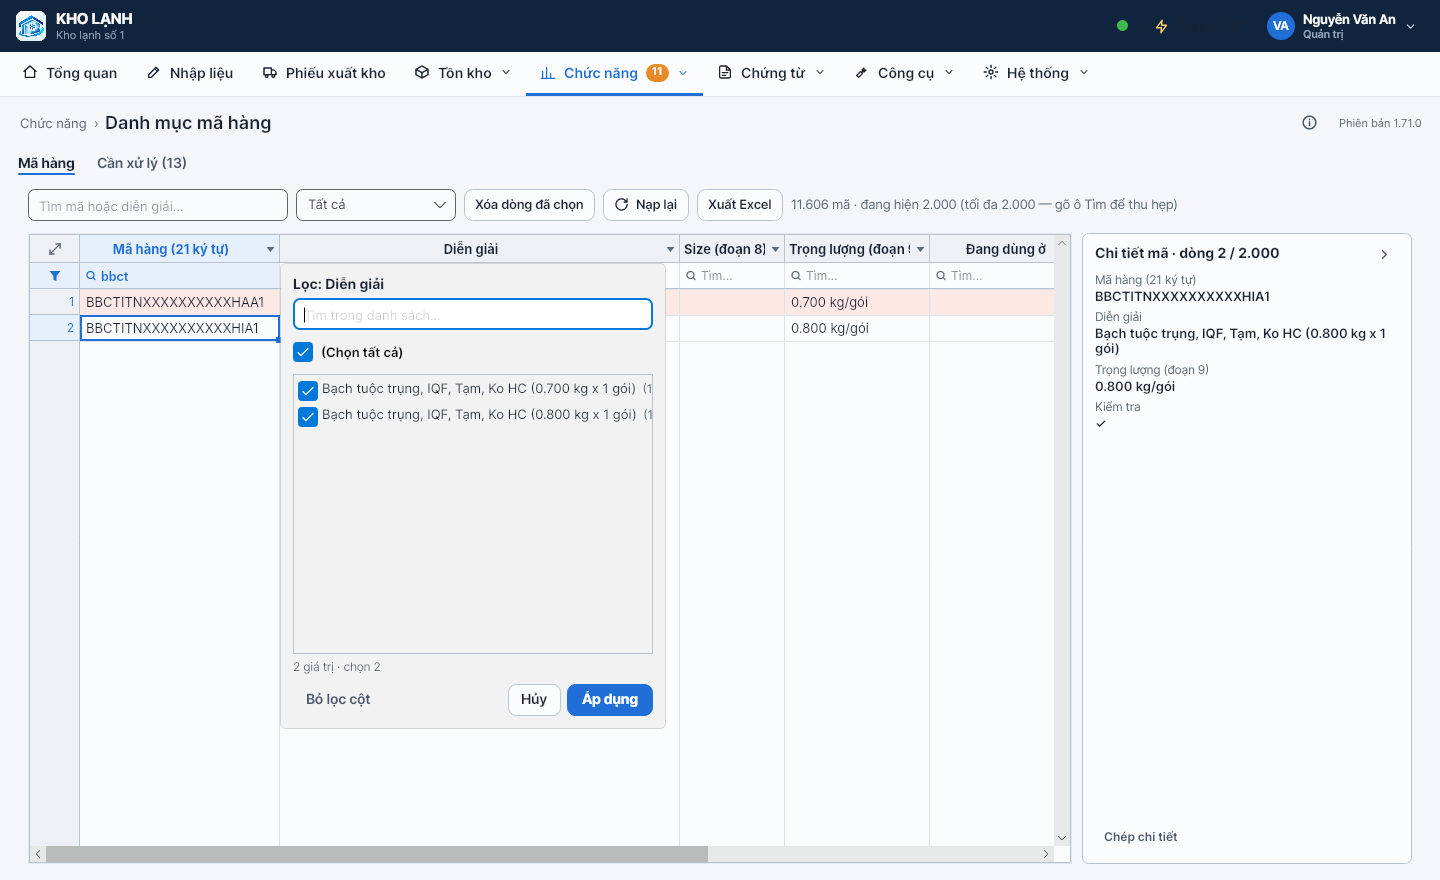 KHO LẠNH
Kho lạnh số 1
VA
Nguyễn Văn An
Quản trị
Tổng quan
Nhập liệu
Phiếu xuất kho
Tồn kho
Chức năng 11
Chứng từ
Công cụ
Hệ thống
Chức năng › Danh mục mã hàng
Phiên bản 1.71.0
Mã hàng
Cần xử lý (13)
Tìm mã hoặc diễn giải...
Tất cả
Xóa dòng đã chọn
Nạp lại
Xuất Excel
11.606 mã · đang hiện 2.000 (tối đa 2.000 — gõ ô Tìm để thu hẹp)
Mã hàng (21 ký tự)
Diễn giải
Size (đoạn 8)
Trọng lượng (đoạn
Đang dùng ở
bbct
Tìm...
Tìm...
Tìm...
1 BBCTITNXXXXXXXXXXHAA1
0.700 kg/gói
2 BBCTITNXXXXXXXXXXHIA1
0.800 kg/gói
Lọc: Diễn giải
Tìm trong danh sách...
(Chọn tất cả)
Bạch tuộc trụng, IQF, Tạm, Ko HC (0.700 kg x 1 gói) (1
Bạch tuộc trụng, IQF, Tạm, Ko HC (0.800 kg x 1 gói) (1
2 giá trị · chọn 2
Bỏ lọc cột
Hủy
Áp dụng
Chi tiết mã · dòng 2 / 2.000
Mã hàng (21 ký tự)
BBCTITNXXXXXXXXXXHIA1
Diễn giải
Bạch tuộc trụng, IQF, Tạm, Ko HC (0.800 kg x 1
gói)
Trọng lượng (đoạn 9)
0.800 kg/gói
Kiểm tra
✓
Chép chi tiết